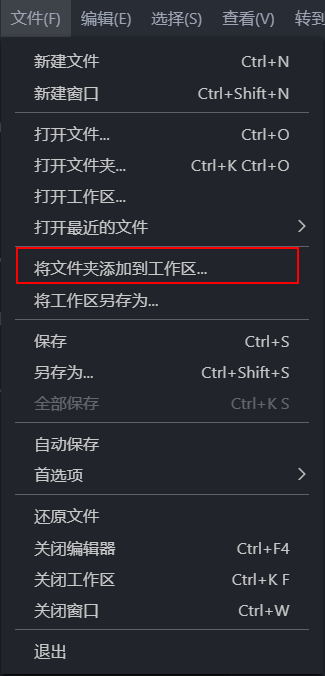 文件(F) 编辑(E) 选择(S) 查看(V) 转到
新建文件 Ctrl+N
新建窗口 Ctrl+Shift+N
打开文件... Ctrl+O
打开文件夹... Ctrl+K Ctrl+O
打开工作区...
打开最近的文件
将文件夹添加到工作区...
将工作区另存为...
保存 Ctrl+S
另存为... Ctrl+Shift+S
全部保存 Ctrl+K S
自动保存
首选项
还原文件
关闭编辑器 Ctrl+F4
关闭工作区 Ctrl+K F
关闭窗口 Ctrl+W
退出